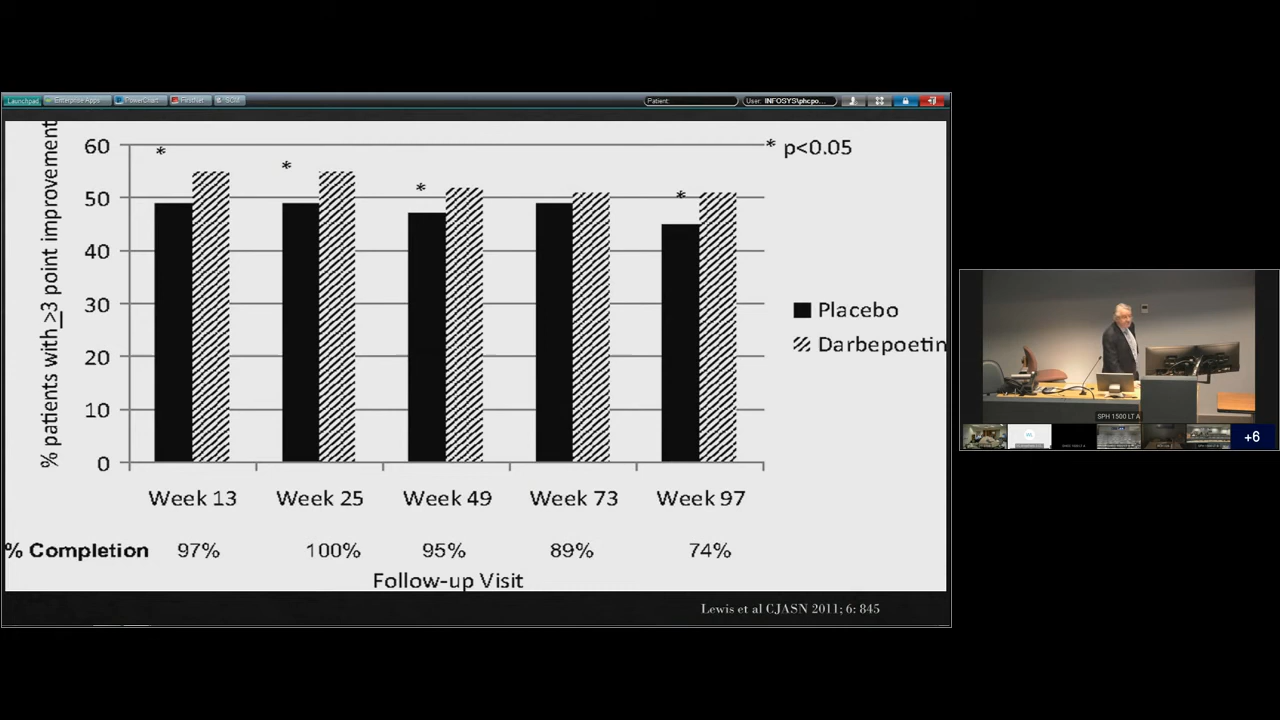 Launchpad Enterprise Apps PowerChart FirstNet SCM Patient: User: INFOSYS\phcpo...
% patients with >3 point improvement
60
50
40
30
20
10
0
* * * *
* p<0.05
Placebo
Darbepoetin
Week 13 Week 25 Week 49 Week 73 Week 97
% Completion 97% 100% 95% 89% 74%
Follow-up Visit
Lewis et al CJASN 2011; 6: 845
SPH 1500 LT A
+6